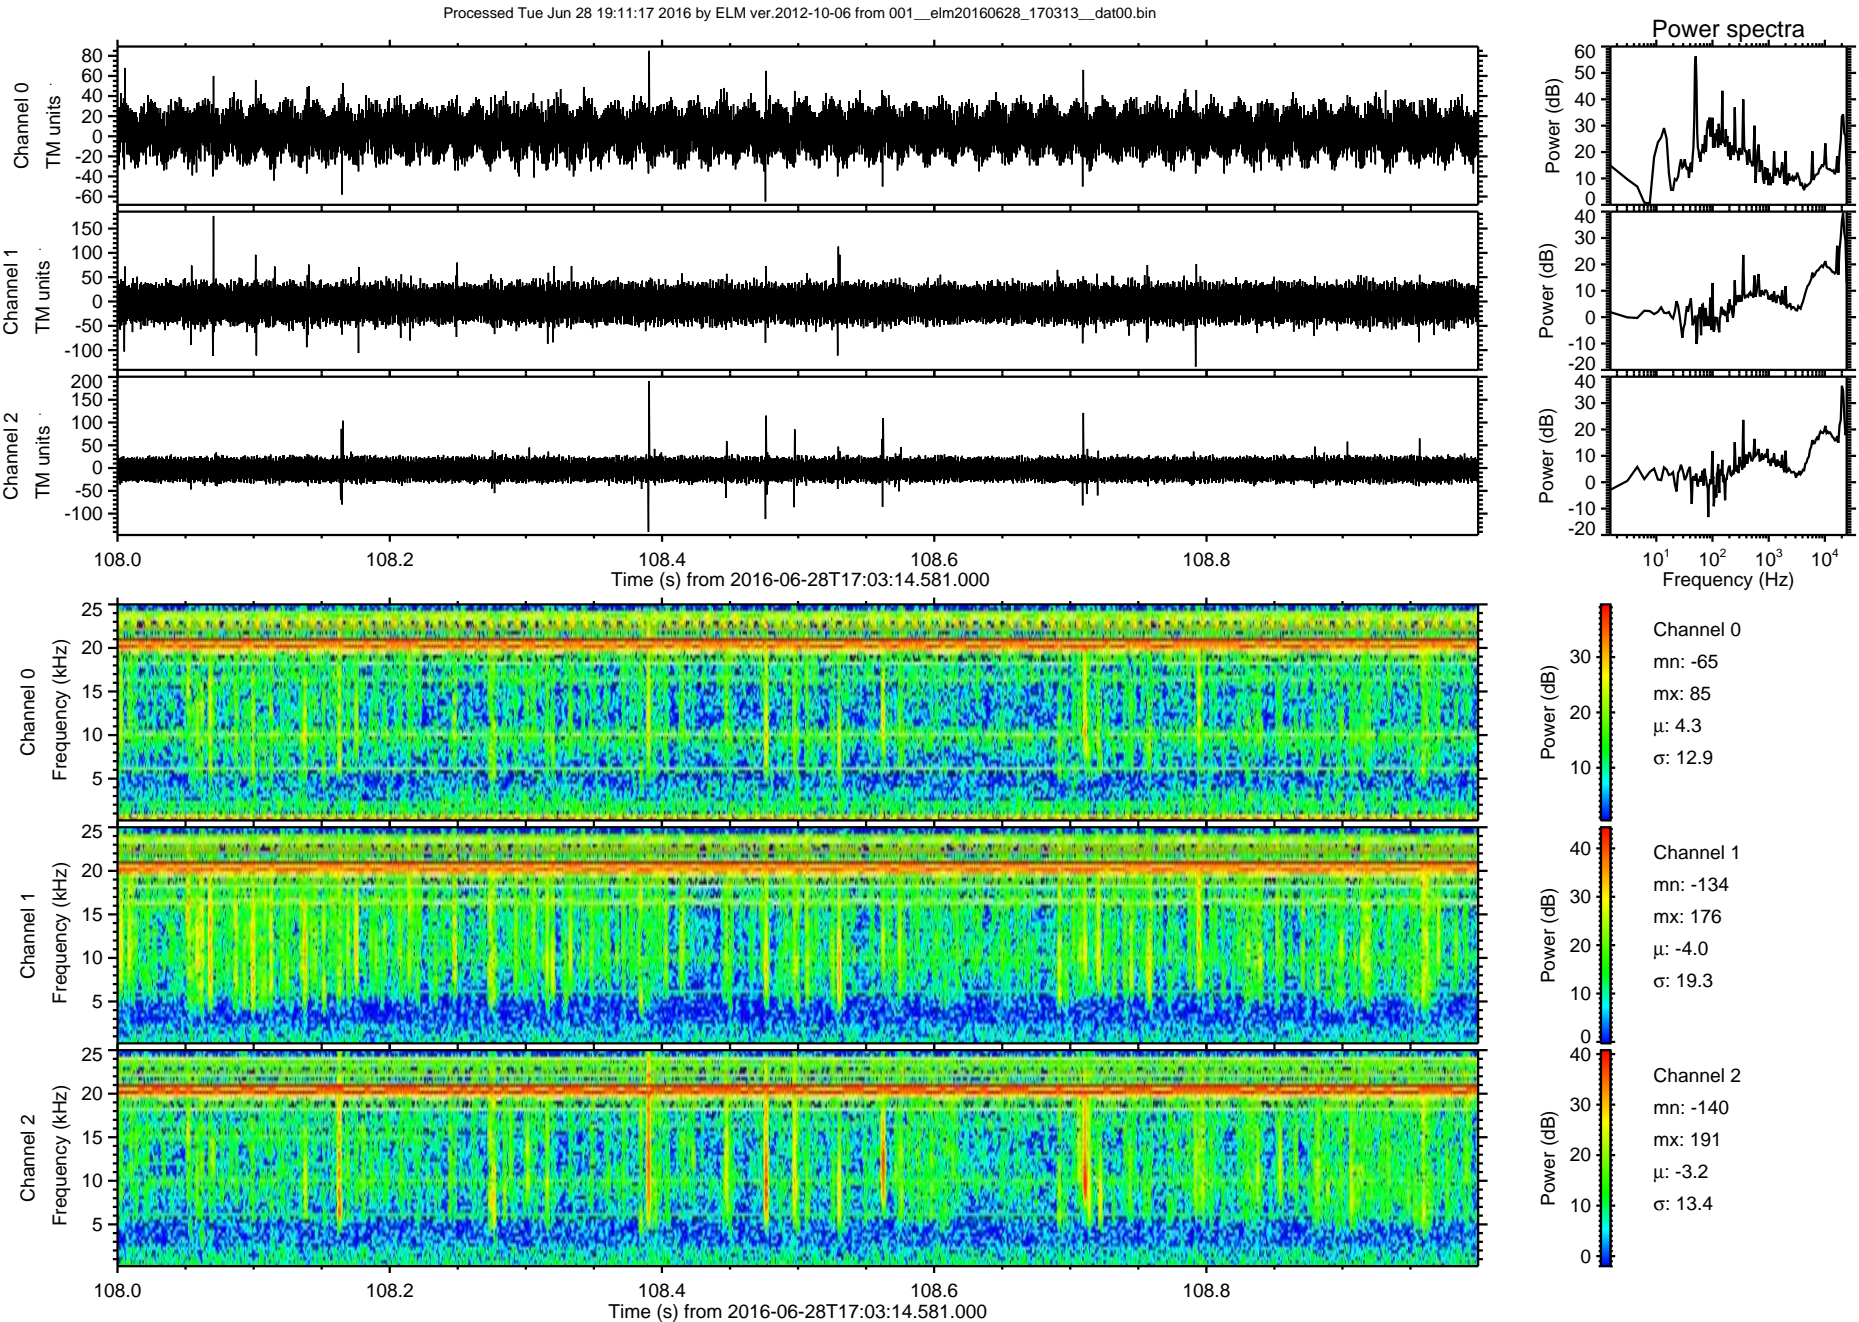 Processed Tue Jun 28 19:11:17 2016 by ELM ver.2012-10-06 from 001__elm20160628_170313__dat00.bin
Power spectra
Channel 0
TM units
80
60
40
20
0
-20
-40
-60
Power (dB)
60
50
40
30
20
10
0
Channel 1
TM units
150
100
50
0
-50
-100
Power (dB)
40
30
20
10
0
-10
-20
Channel 2
TM units
200
150
100
50
0
-50
-100
Power (dB)
40
30
20
10
0
-10
-20
108.0 108.2 108.4 108.6 108.8
Time (s) from 2016-06-28T17:03:14.581.000
10^1 10^2 10^3 10^4
Frequency (Hz)
Channel 0
Frequency (kHz)
25
20
15
10
5
Power (dB)
30
20
10
Channel 0
mn: -65
mx: 85
μ: 4.3
σ: 12.9
Channel 1
Frequency (kHz)
25
20
15
10
5
Power (dB)
40
30
20
10
0
Channel 1
mn: -134
mx: 176
μ: -4.0
σ: 19.3
Channel 2
Frequency (kHz)
25
20
15
10
5
Power (dB)
40
30
20
10
0
Channel 2
mn: -140
mx: 191
μ: -3.2
σ: 13.4
108.0 108.2 108.4 108.6 108.8
Time (s) from 2016-06-28T17:03:14.581.000